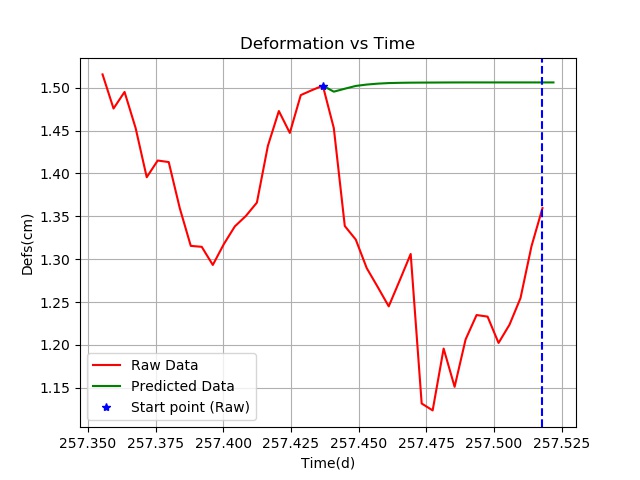 Deformation vs Time
Defs(cm)
1.50
1.45
1.40
1.35
1.30
1.25
1.20
1.15
Raw Data
Predicted Data
Start point (Raw)
257.350 257.375 257.400 257.425 257.450 257.475 257.500 257.525
Time(d)